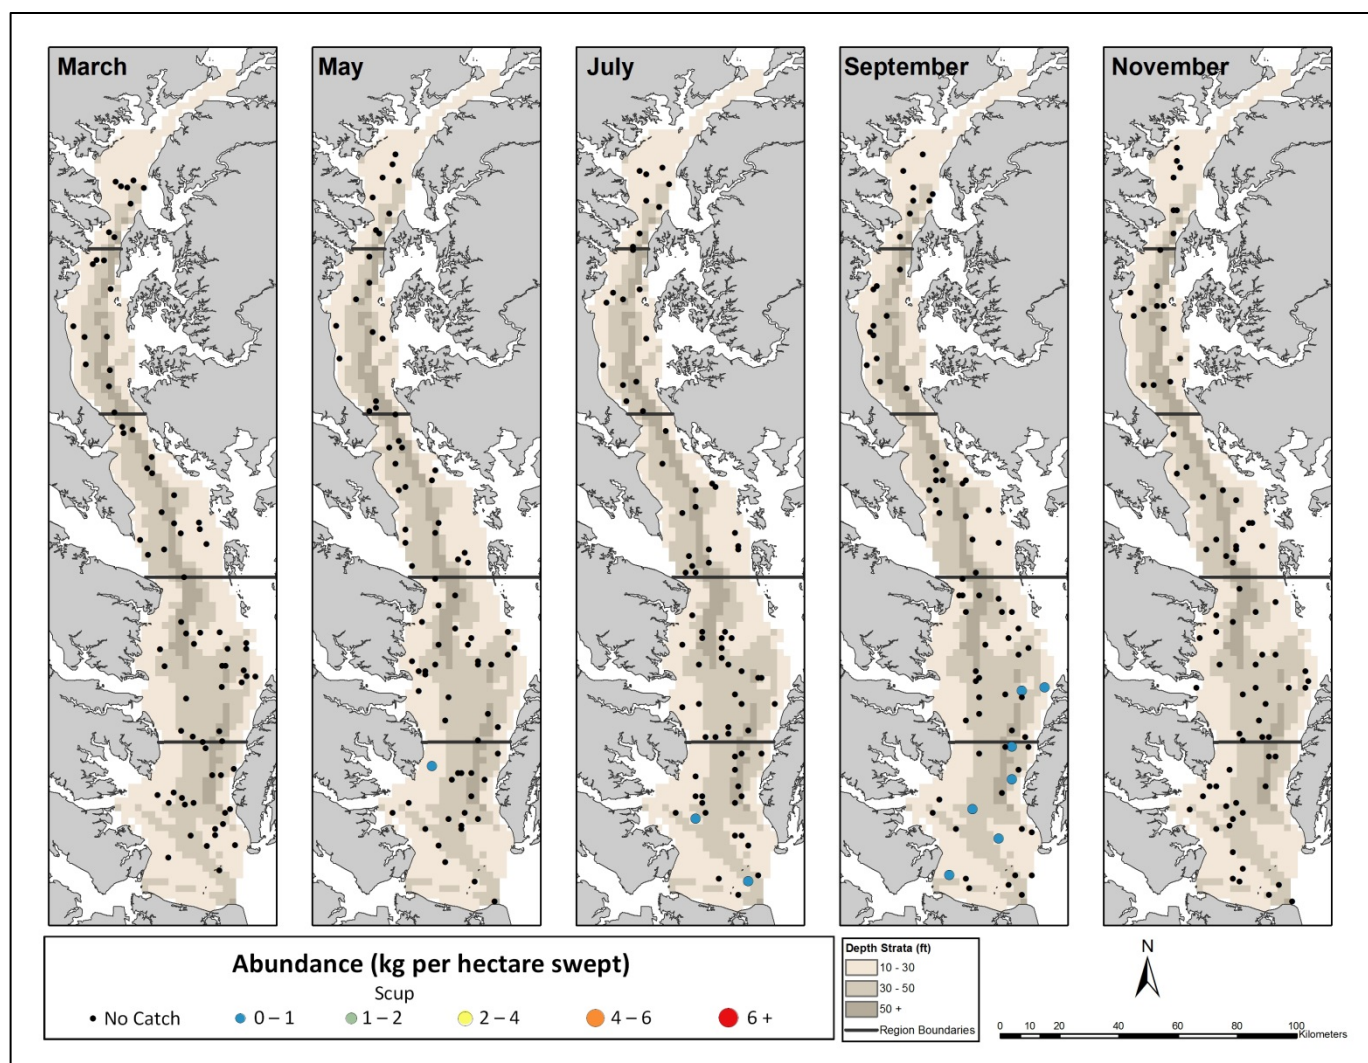 March
May
July
September
November
Abundance (kg per hectare swept)
Scup
No Catch
0 – 1
1 – 2
2 – 4
4 – 6
6 +
Depth Strata (ft)
10 - 30
30 - 50
50 +
Region Boundaries
N
0 10 20 40 60 80 100
Kilometers